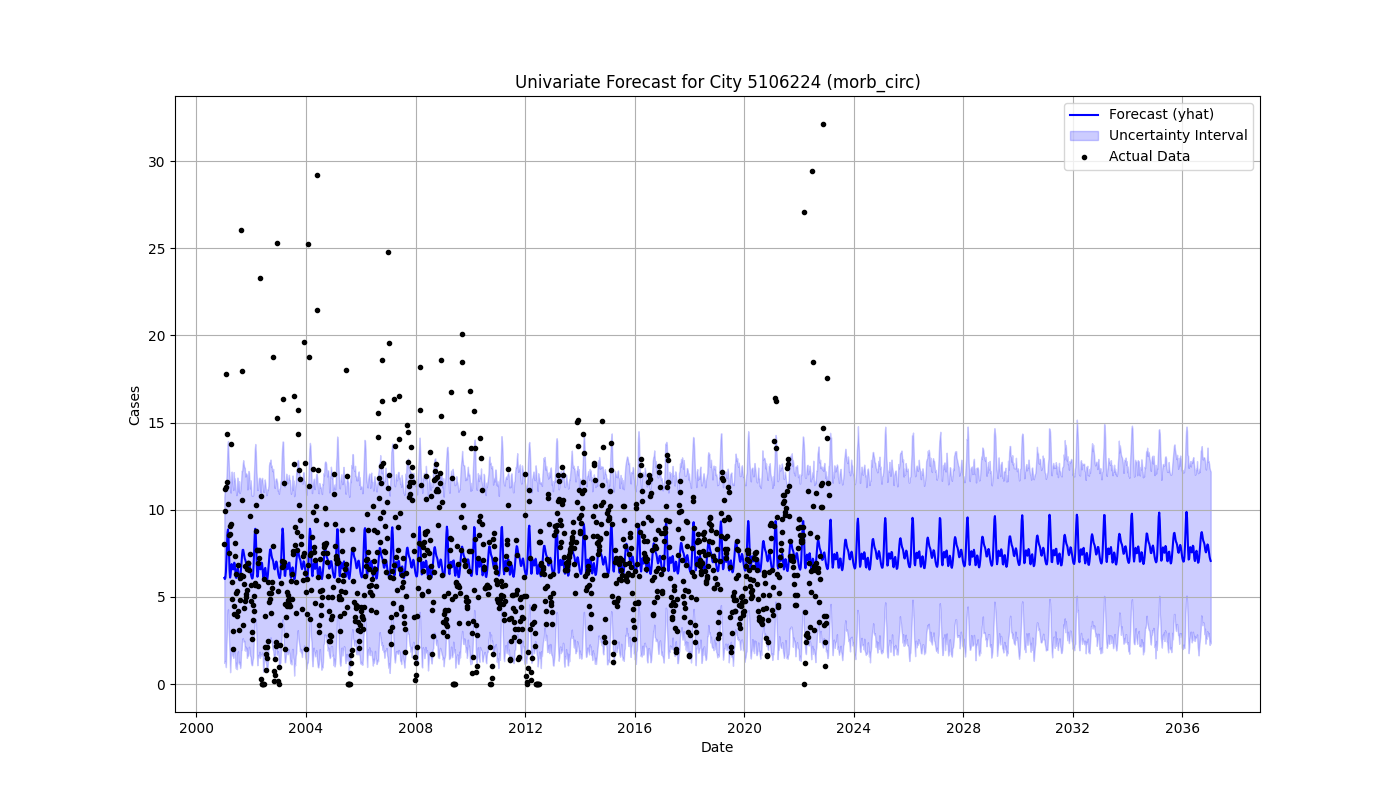 Univariate Forecast for City 5106224 (morb_circ)
Forecast (yhat)
Uncertainty Interval
Actual Data
Cases
30
25
20
15
10
5
0
2000 2004 2008 2012 2016 2020 2024 2028 2032 2036
Date